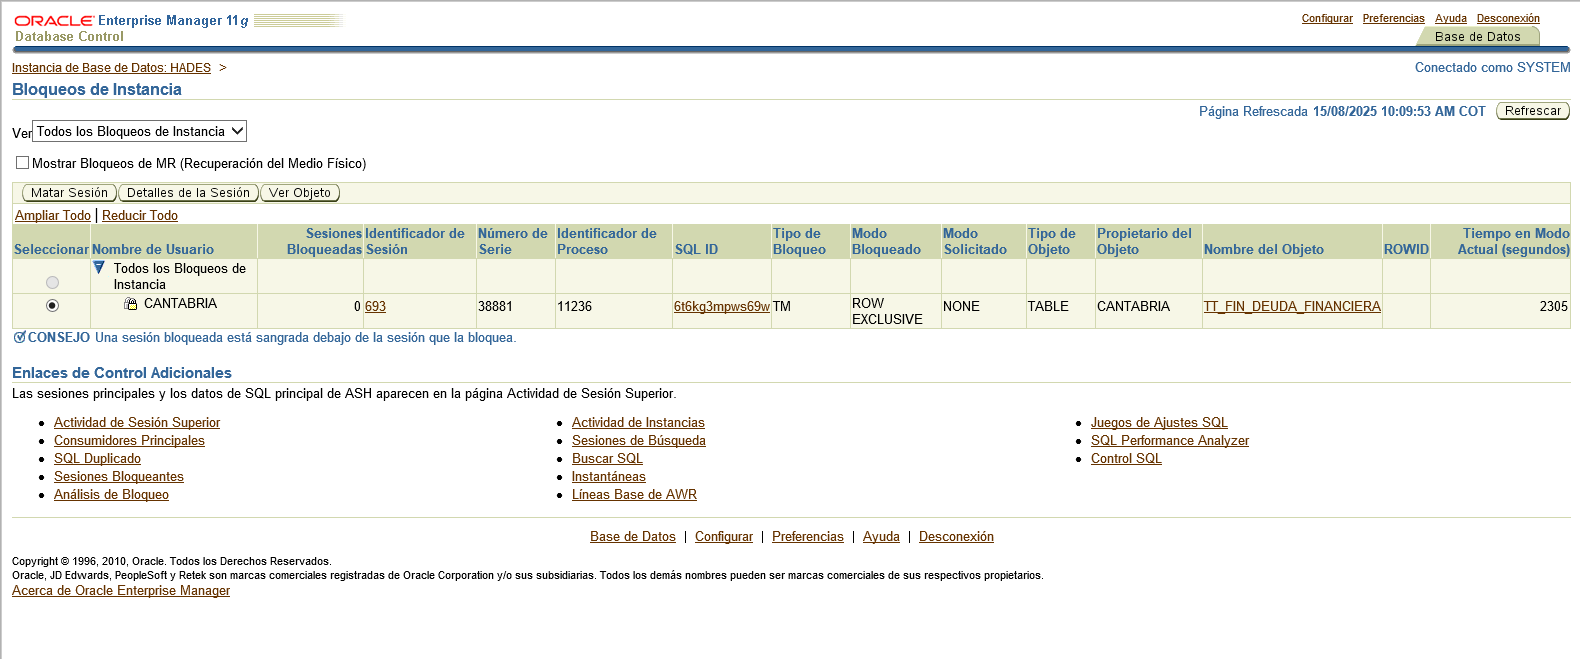 ORACLE Enterprise Manager 11g
Database Control
Configurar Preferencias Ayuda Desconexión
Base de Datos
Instancia de Base de Datos: HADES >
Conectado como SYSTEM
Bloqueos de Instancia
Página Refrescada 15/08/2025 10:09:53 AM COT Refrescar
Ver Todos los Bloqueos de Instancia
Mostrar Bloqueos de MR (Recuperación del Medio Físico)
Matar Sesión Detalles de la Sesión Ver Objeto
Ampliar Todo | Reducir Todo
Seleccionar Nombre de Usuario Sesiones Bloqueadas Identificador de Sesión Número de Serie Identificador de Proceso SQL ID Tipo de Bloqueo Modo Bloqueado Modo Solicitado Tipo de Objeto Propietario del Objeto Nombre del Objeto ROWID Tiempo en Modo Actual (segundos)
Todos los Bloqueos de Instancia
CANTABRIA 0 693 38881 11236 6t6kg3mpws69w TM ROW EXCLUSIVE NONE TABLE CANTABRIA TT_FIN_DEUDA_FINANCIERA 2305
CONSEJO Una sesión bloqueada está sangrada debajo de la sesión que la bloquea.
Enlaces de Control Adicionales
Las sesiones principales y los datos de SQL principal de ASH aparecen en la página Actividad de Sesión Superior.
Actividad de Sesión Superior
Consumidores Principales
SQL Duplicado
Sesiones Bloqueantes
Análisis de Bloqueo
Actividad de Instancias
Sesiones de Búsqueda
Buscar SQL
Instantáneas
Líneas Base de AWR
Juegos de Ajustes SQL
SQL Performance Analyzer
Control SQL
Base de Datos | Configurar | Preferencias | Ayuda | Desconexión
Copyright © 1996, 2010, Oracle. Todos los Derechos Reservados.
Oracle, JD Edwards, PeopleSoft y Retek son marcas comerciales registradas de Oracle Corporation y/o sus subsidiarias. Todos los demás nombres pueden ser marcas comerciales de sus respectivos propietarios.
Acerca de Oracle Enterprise Manager